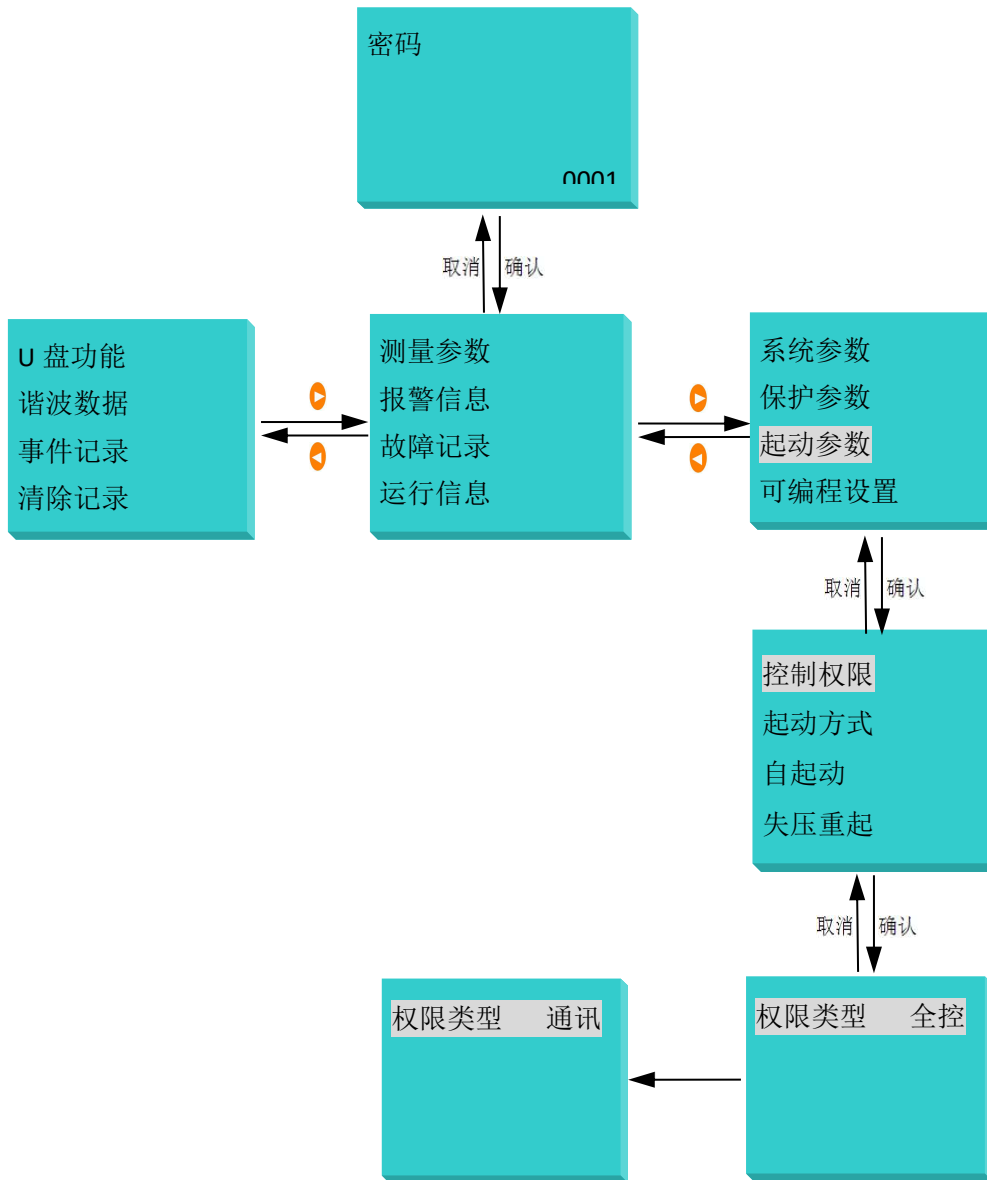 密码
0001
取消
确认
U 盘功能
谐波数据
事件记录
清除记录
测量参数
报警信息
故障记录
运行信息
系统参数
保护参数
起动参数
可编程设置
取消
确认
控制权限
起动方式
自起动
失压重起
取消
确认
权限类型 通讯
权限类型 全控